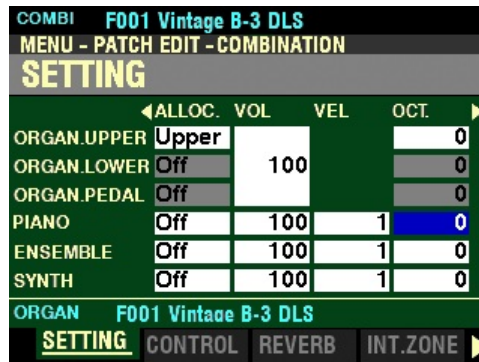 COMBI F001 Vintage B-3 DLS
MENU - PATCH EDIT - COMBINATION
SETTING
ALLOC. VOL VEL OCT.
ORGAN.UPPER Upper 0
ORGAN.LOWER Off 100 0
ORGAN.PEDAL Off 0
PIANO Off 100 1 0
ENSEMBLE Off 100 1 0
SYNTH Off 100 1 0
ORGAN F001 Vintage B-3 DLS
SETTING CONTROL REVERB INT.ZONE